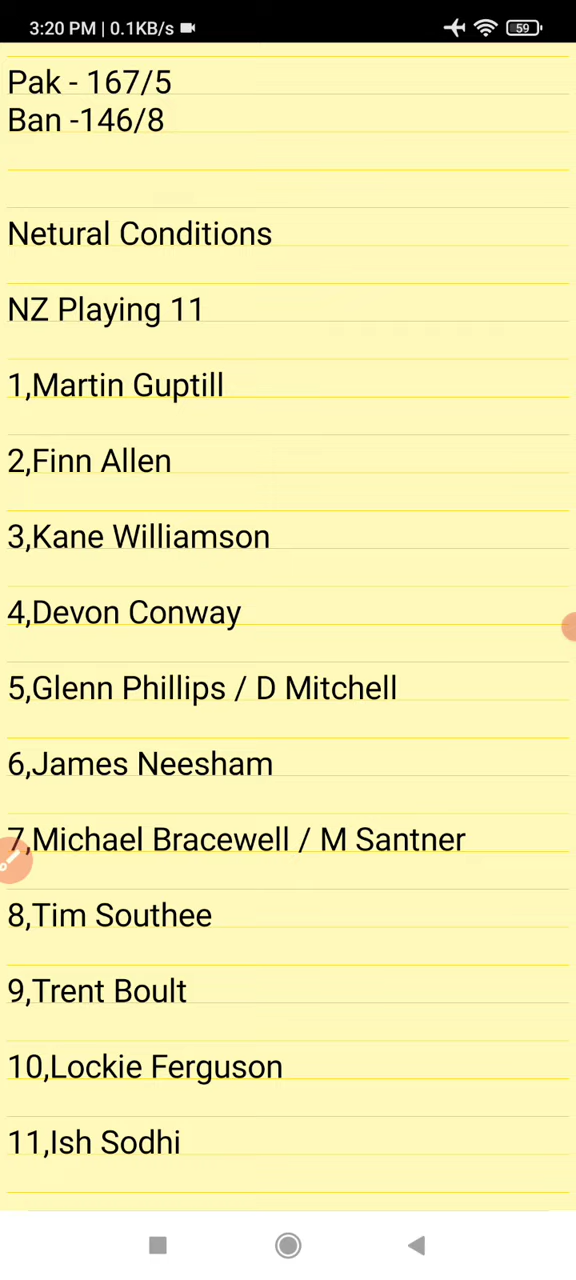 3:20 PM | 0.1KB/s 59
Pak - 167/5
Ban -146/8
Netural Conditions
NZ Playing 11
1,Martin Guptill
2,Finn Allen
3,Kane Williamson
4,Devon Conway
5,Glenn Phillips / D Mitchell
6,James Neesham
7,Michael Bracewell / M Santner
8,Tim Southee
9,Trent Boult
10,Lockie Ferguson
11,Ish Sodhi